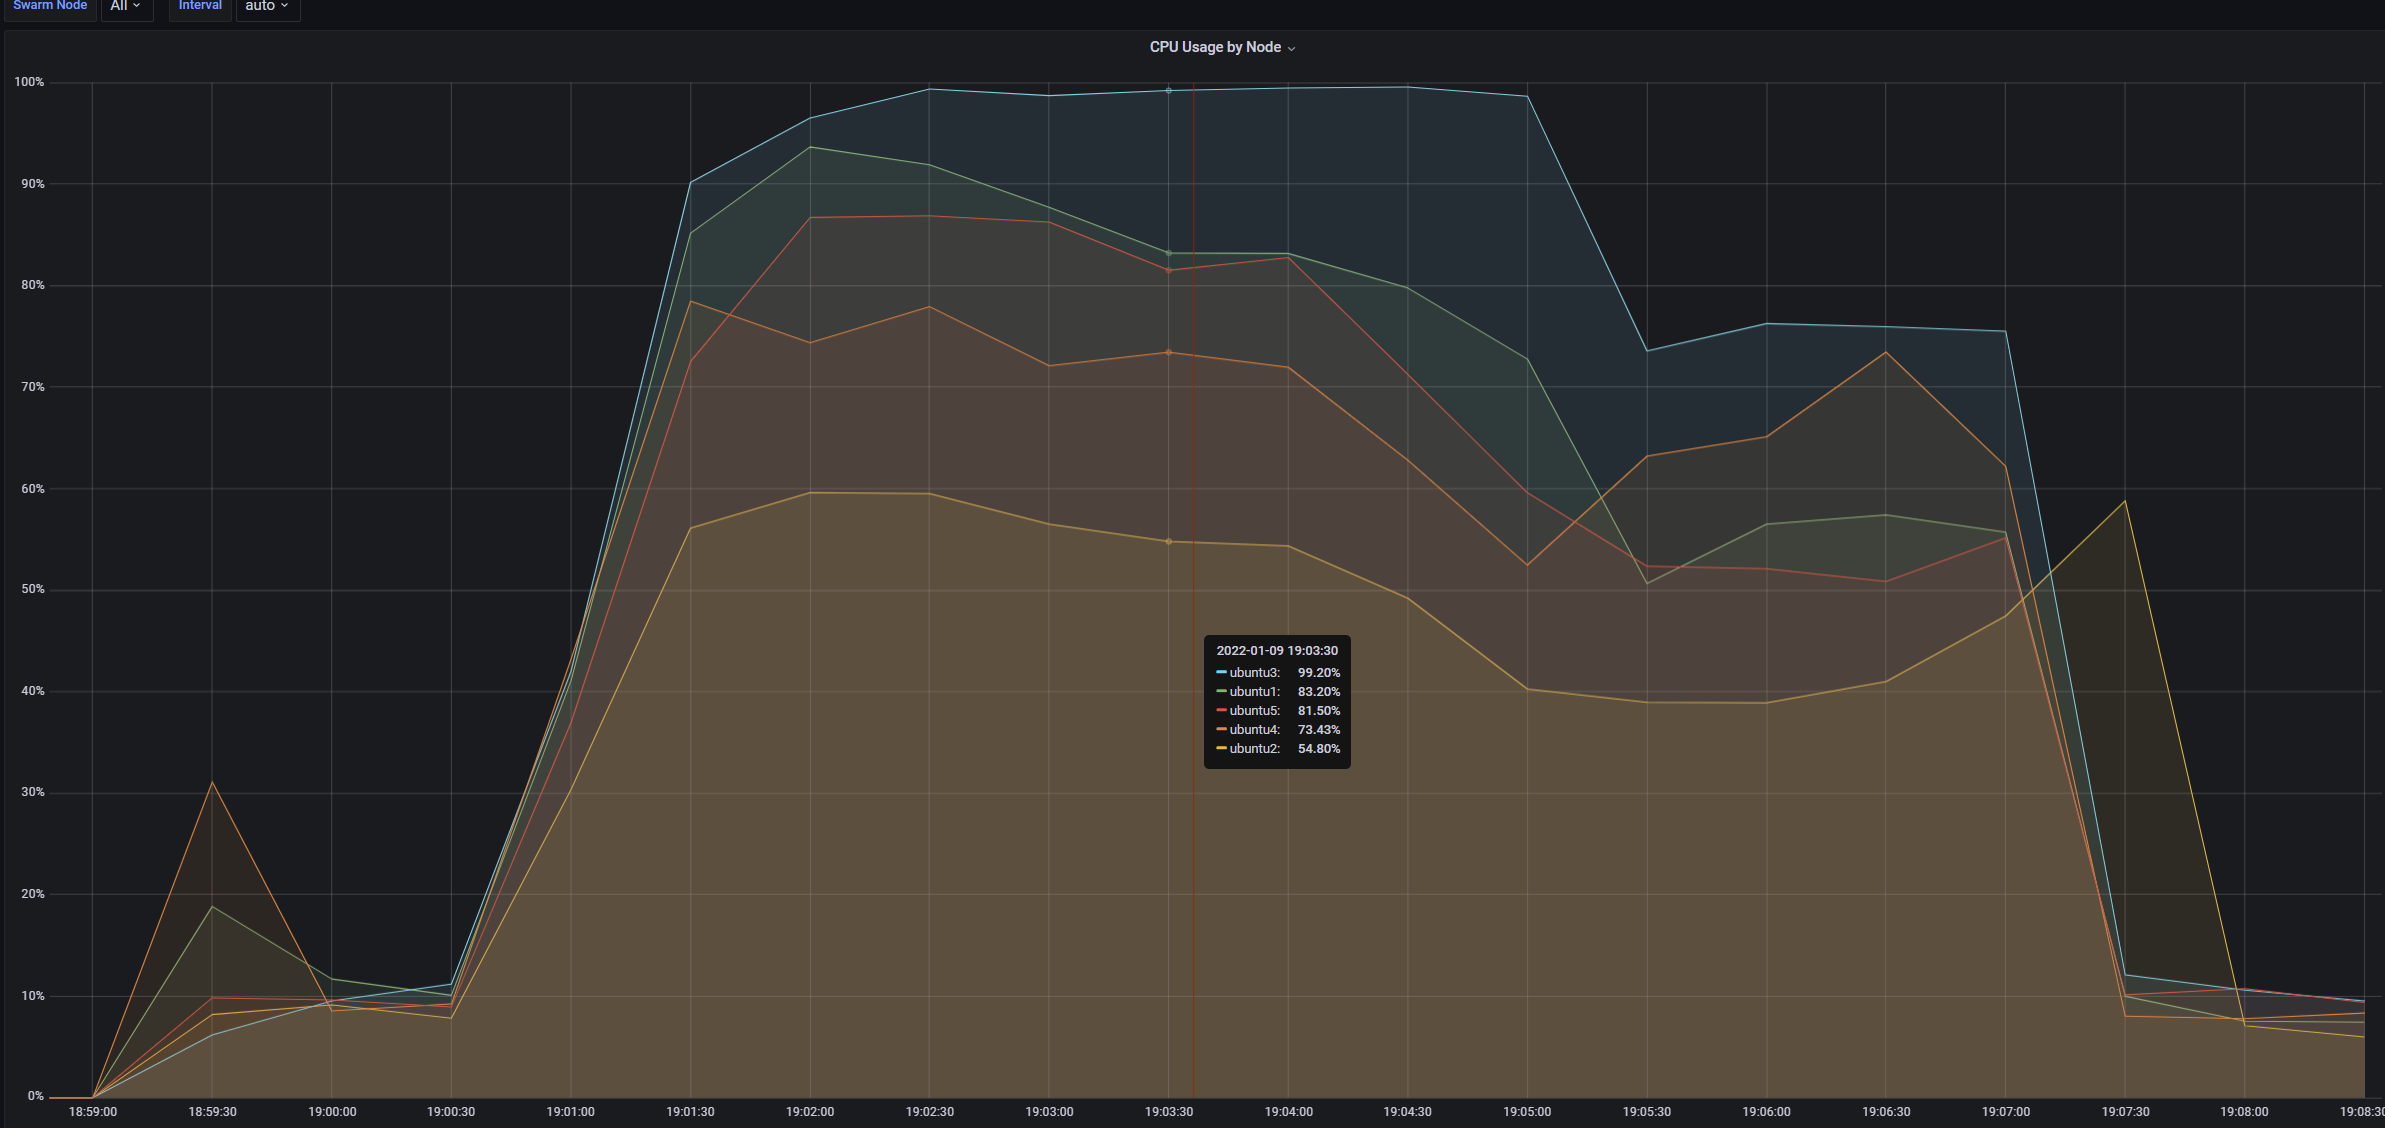 Swarm Node All Interval auto
CPU Usage by Node
100%
90%
80%
70%
60%
50%
40%
30%
20%
10%
0%
2022-01-09 19:03:30
ubuntu3: 99.20%
ubuntu1: 83.20%
ubuntu5: 81.50%
ubuntu4: 73.43%
ubuntu2: 54.80%
18:59:00 18:59:30 19:00:00 19:00:30 19:01:00 19:01:30 19:02:00 19:02:30 19:03:00 19:03:30 19:04:00 19:04:30 19:05:00 19:05:30 19:06:00 19:06:30 19:07:00 19:07:30 19:08:00 19:08:30